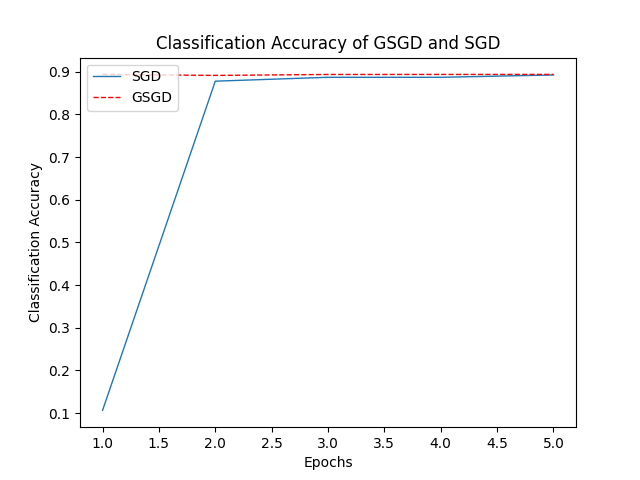 Classification Accuracy of GSGD and SGD
SGD
GSGD
Classification Accuracy
0.9
0.8
0.7
0.6
0.5
0.4
0.3
0.2
0.1
1.0 1.5 2.0 2.5 3.0 3.5 4.0 4.5 5.0
Epochs